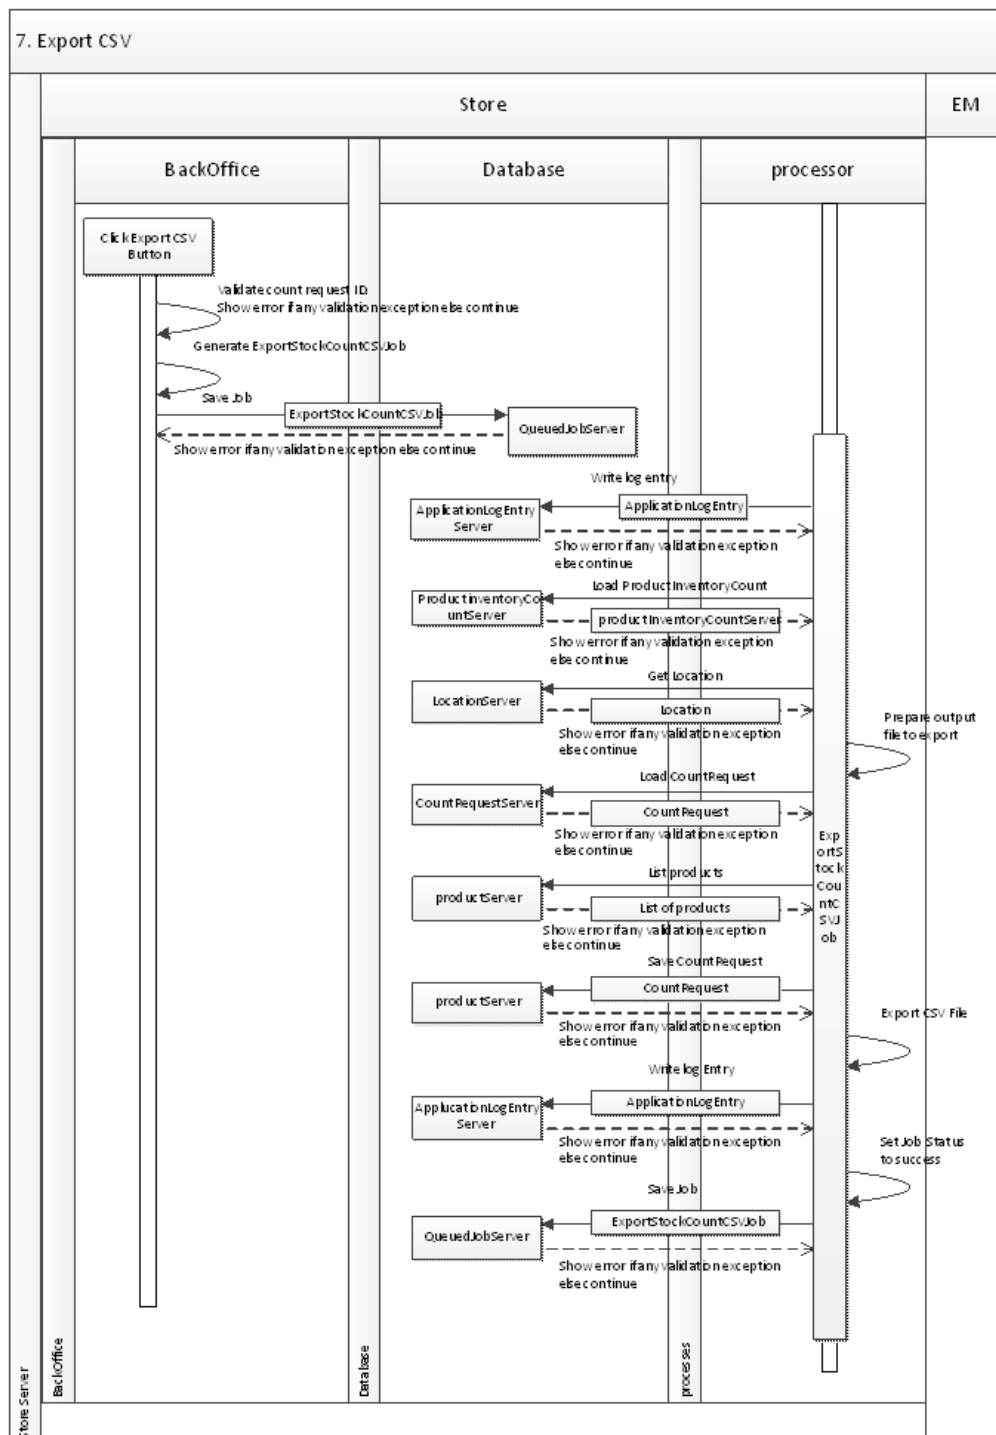 7. Export CSV
Store
EM
BackOffice
Database
processor
Click Export CSV
Button
Validate count request ID:
Show error if any validation exception else continue
Generate ExportStockCountCSVJob
Save Job
ExportStockCountCSVJob
QueuedJobServer
Show error if any validation exception else continue
Write log entry
ApplicationLogEntry
Server
ApplicationLogEntry
Show error if any validation exception
else continue
Load ProductInventoryCount
ProductinventoryCo
untServer
productInventoryCountServer
Show error if any validation exception
else continue
Get Location
LocationServer
Location
Show error if any validation exception
else continue
Prepare output
file to export
Load CountRequest
CountRequestServer
CountRequest
Show error if any validation exception
else continue
Exp
ortS
tock
Cou
ntC
SVJ
ob
List products
productServer
List of products
Show error if any validation exception
else continue
Save CountRequest
productServer
CountRequest
Show error if any validation exception
else continue
Export CSV File
Write log Entry
ApplucationLogEntry
Server
ApplicationLogEntry
Show error if any validation exception
else continue
Set Job Status
to success
Save Job
QueuedJobServer
ExportStockCountCSVJob
Show error if any validation exception
else continue
Store Server
BackOffice
Database
processes